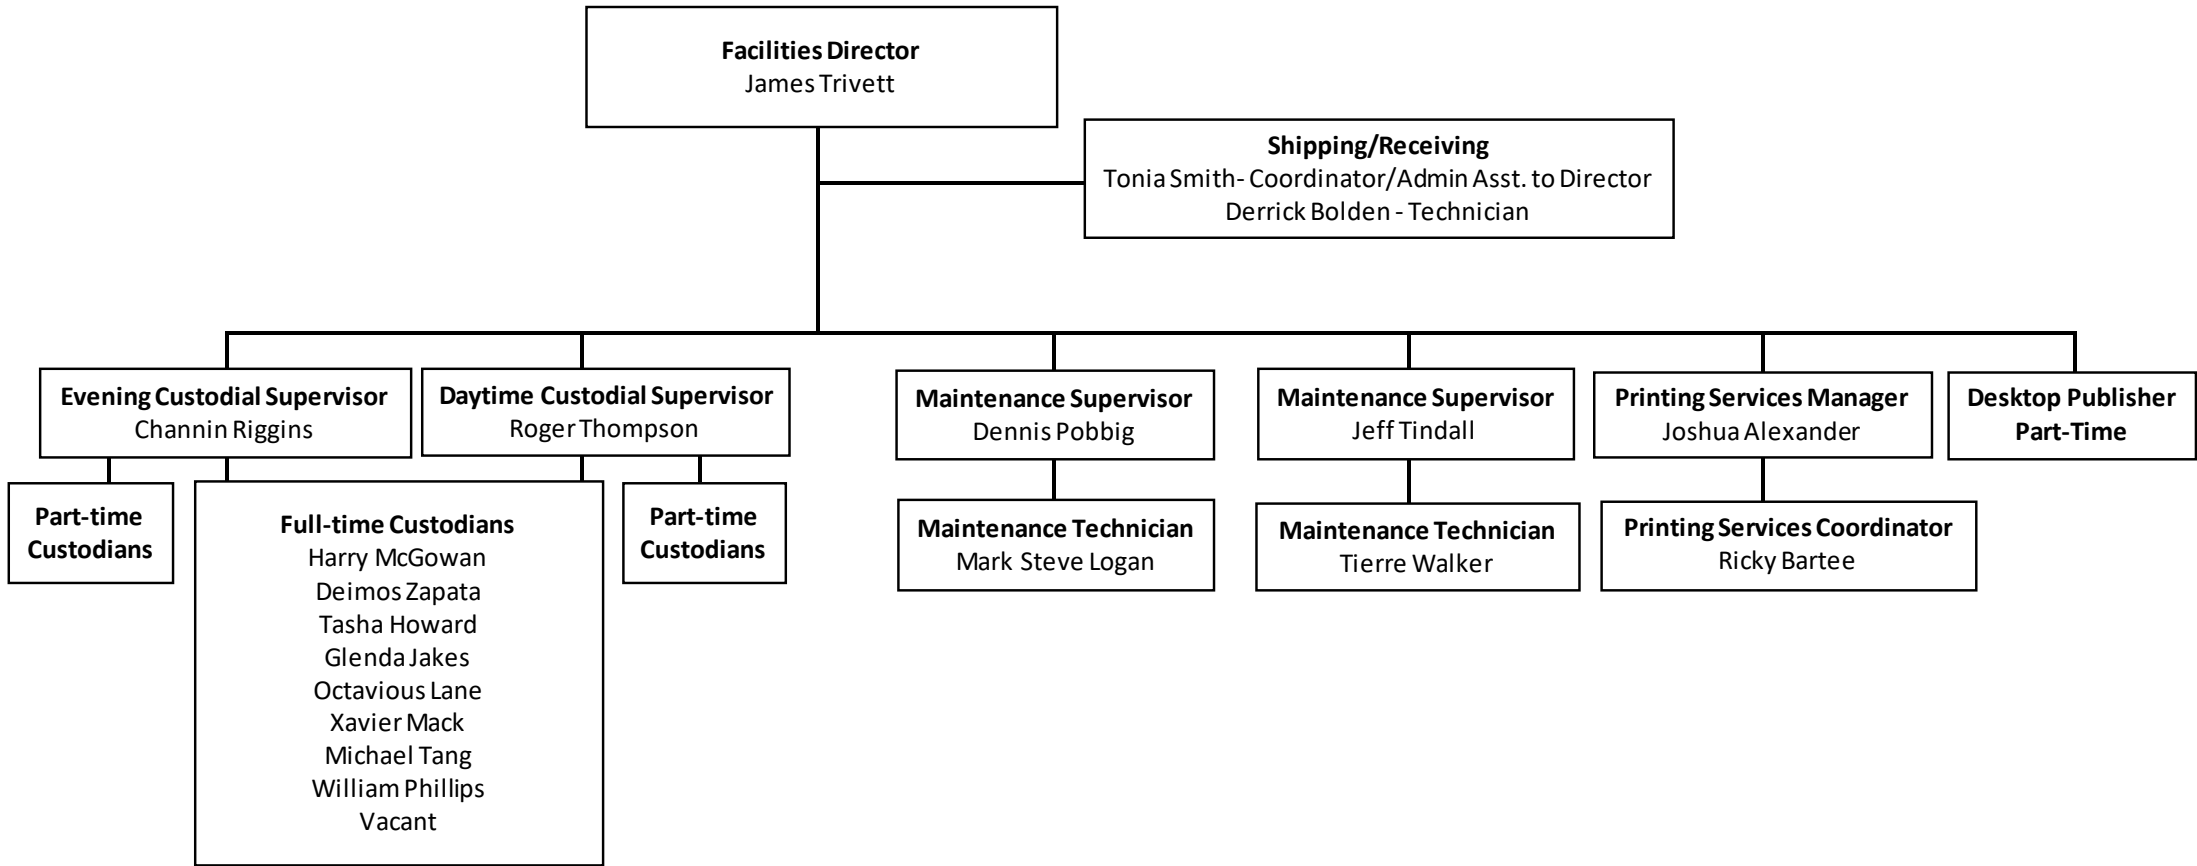 Facilities Director
James Trivett
Shipping/Receiving
Tonia Smith- Coordinator/Admin Asst. to Director
Derrick Bolden - Technician
Evening Custodial Supervisor
Channin Riggins
Daytime Custodial Supervisor
Roger Thompson
Maintenance Supervisor
Dennis Pobbig
Maintenance Supervisor
Jeff Tindall
Printing Services Manager
Joshua Alexander
Desktop Publisher
Part-Time
Part-time
Custodians
Full-time Custodians
Harry McGowan
Deimos Zapata
Tasha Howard
Glenda Jakes
Octavious Lane
Xavier Mack
Michael Tang
William Phillips
Vacant
Part-time
Custodians
Maintenance Technician
Mark Steve Logan
Maintenance Technician
Tierre Walker
Printing Services Coordinator
Ricky Bartee